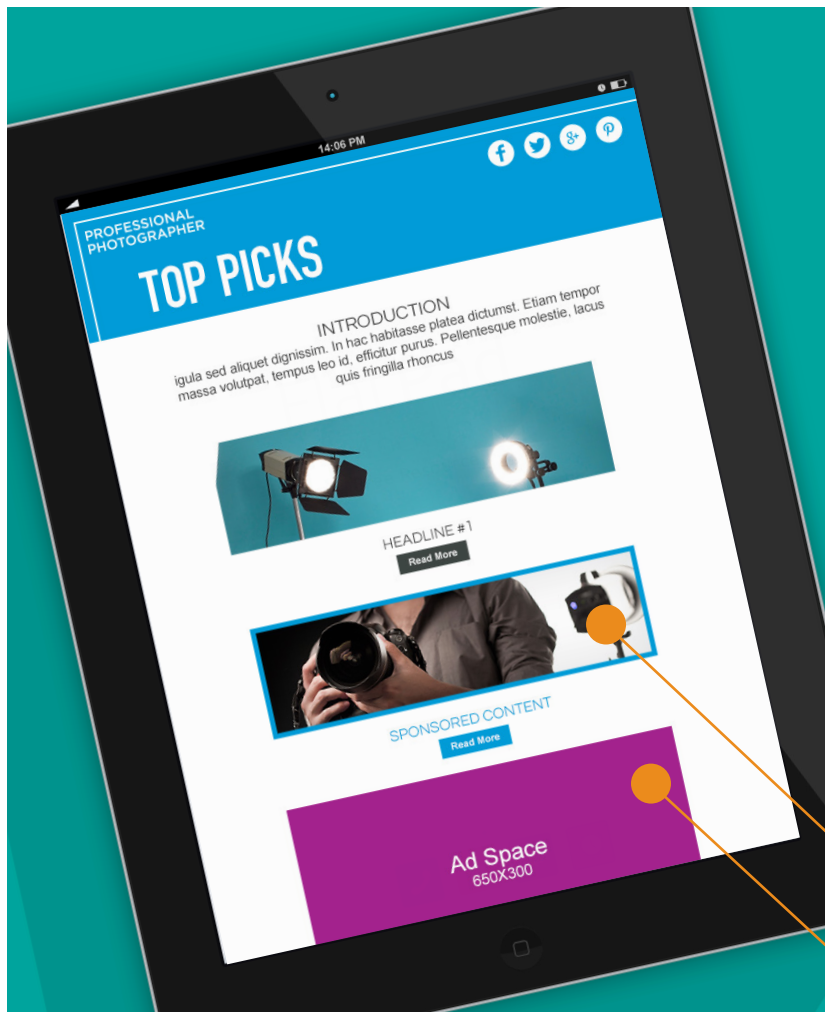 14:06 PM
PROFESSIONAL
PHOTOGRAPHER
TOP PICKS
INTRODUCTION
igula sed aliquet dignissim. In hac habitasse platea dictumst. Etiam tempor
massa volutpat, tempus leo id, efficitur purus. Pellentesque molestie, lacus
quis fringilla rhoncus
HEADLINE #1
Read More
SPONSORED CONTENT
Read More
Ad Space
650X300